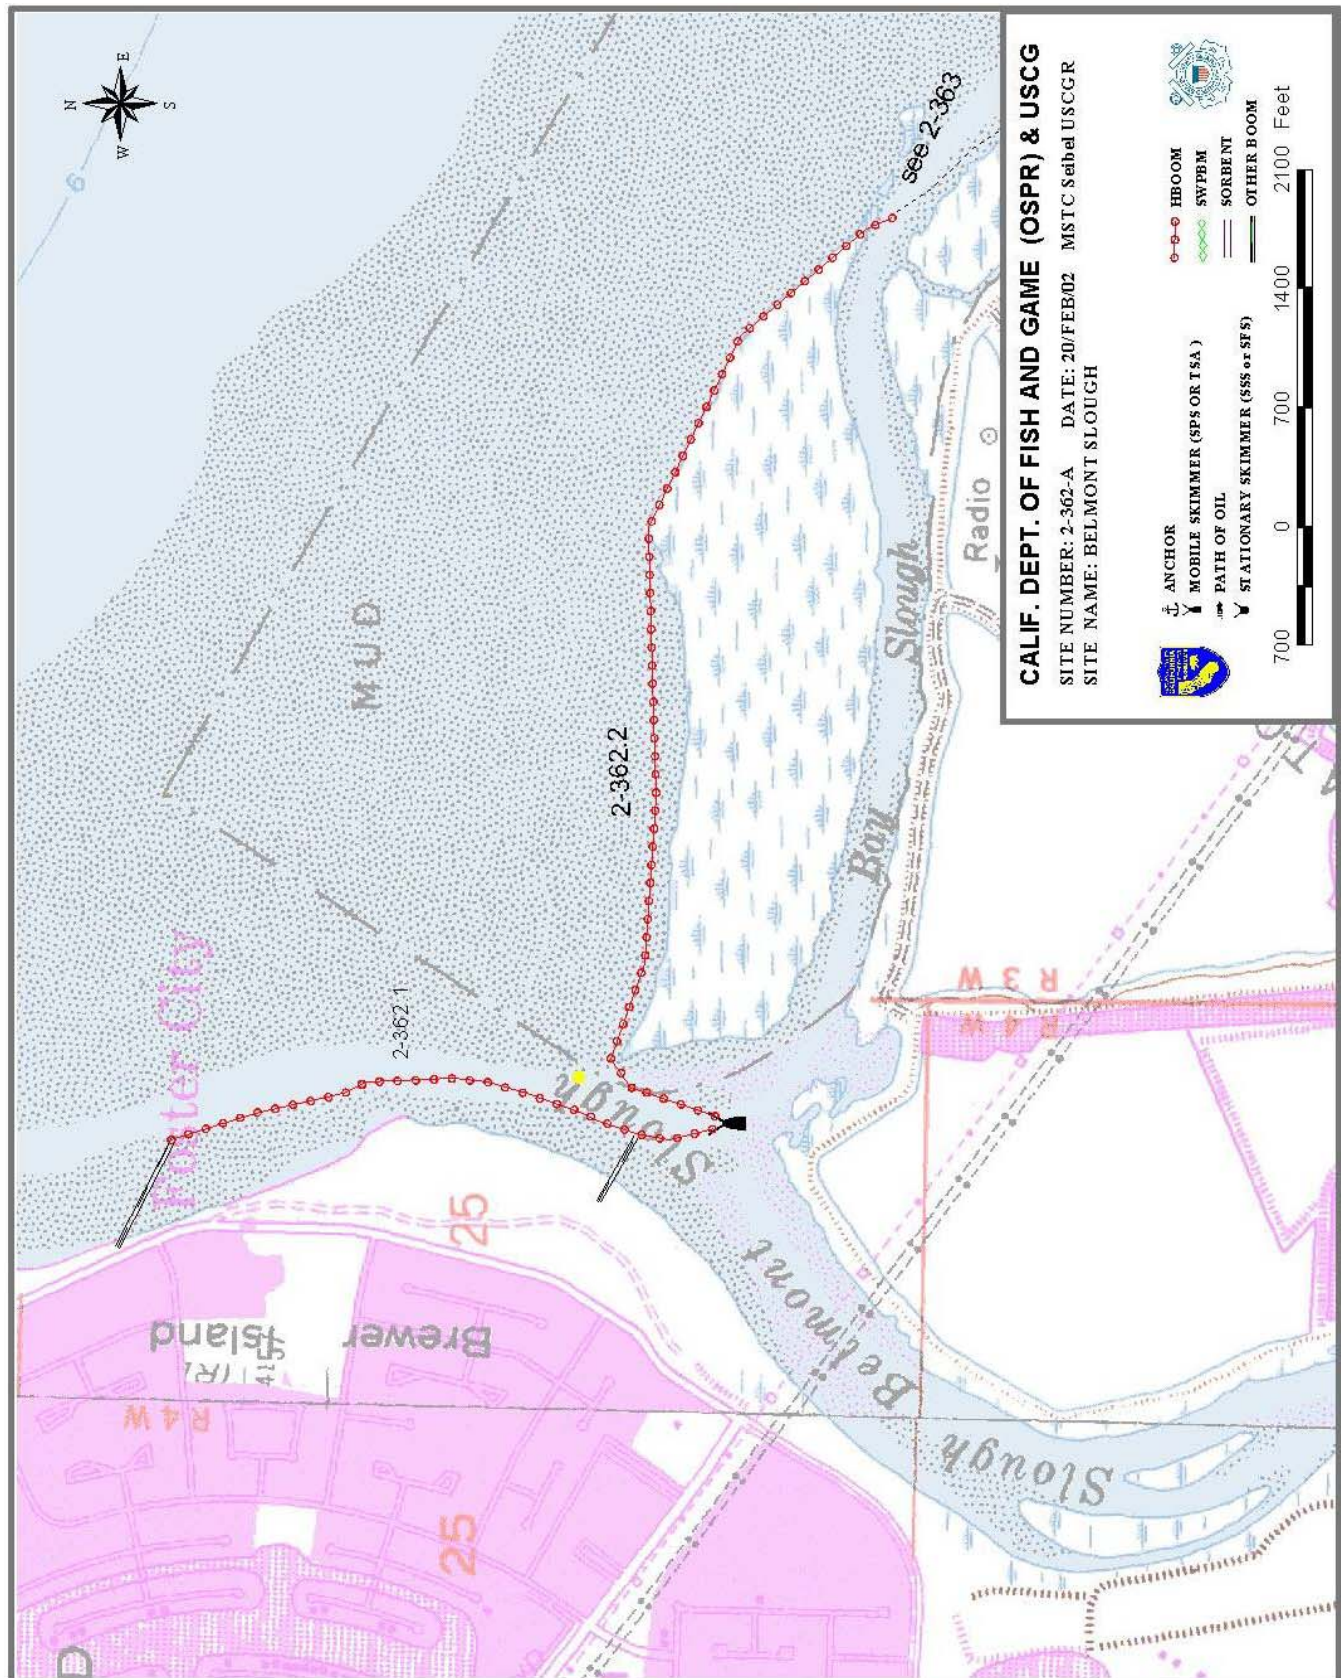 N
E
S
W
6
MUD
Foster City
2-362.1
2-362.2
see 2-363
Slough
Bay Slough
Radio
R 3 W
R 4 W
25
Brewer
Island
R 4 W
25
Belmont
Slough
CALIF. DEPT. OF FISH AND GAME (OSPR) & USCG
SITE NUMBER: 2-362-A DATE: 20/FEB/02 MSTC Seibel USCGR
SITE NAME: BELMONT SLOUGH
ANCHOR
MOBILE SKIMMER (SPS OR TSA )
PATH OF OIL
STATIONARY SKIMMER (SSS or SFS)
HBOOM
SWPBM
SORBENT
OTHER BOOM
700 0 700 1400 2100 Feet